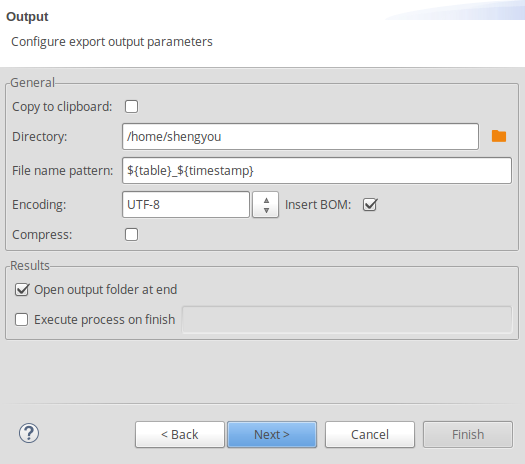 Output
Configure export output parameters
General
Copy to clipboard:
Directory: /home/shengyou
File name pattern: ${table}_${timestamp}
Encoding: UTF-8 Insert BOM:
Compress:
Results
Open output folder at end
Execute process on finish
? < Back Next > Cancel Finish